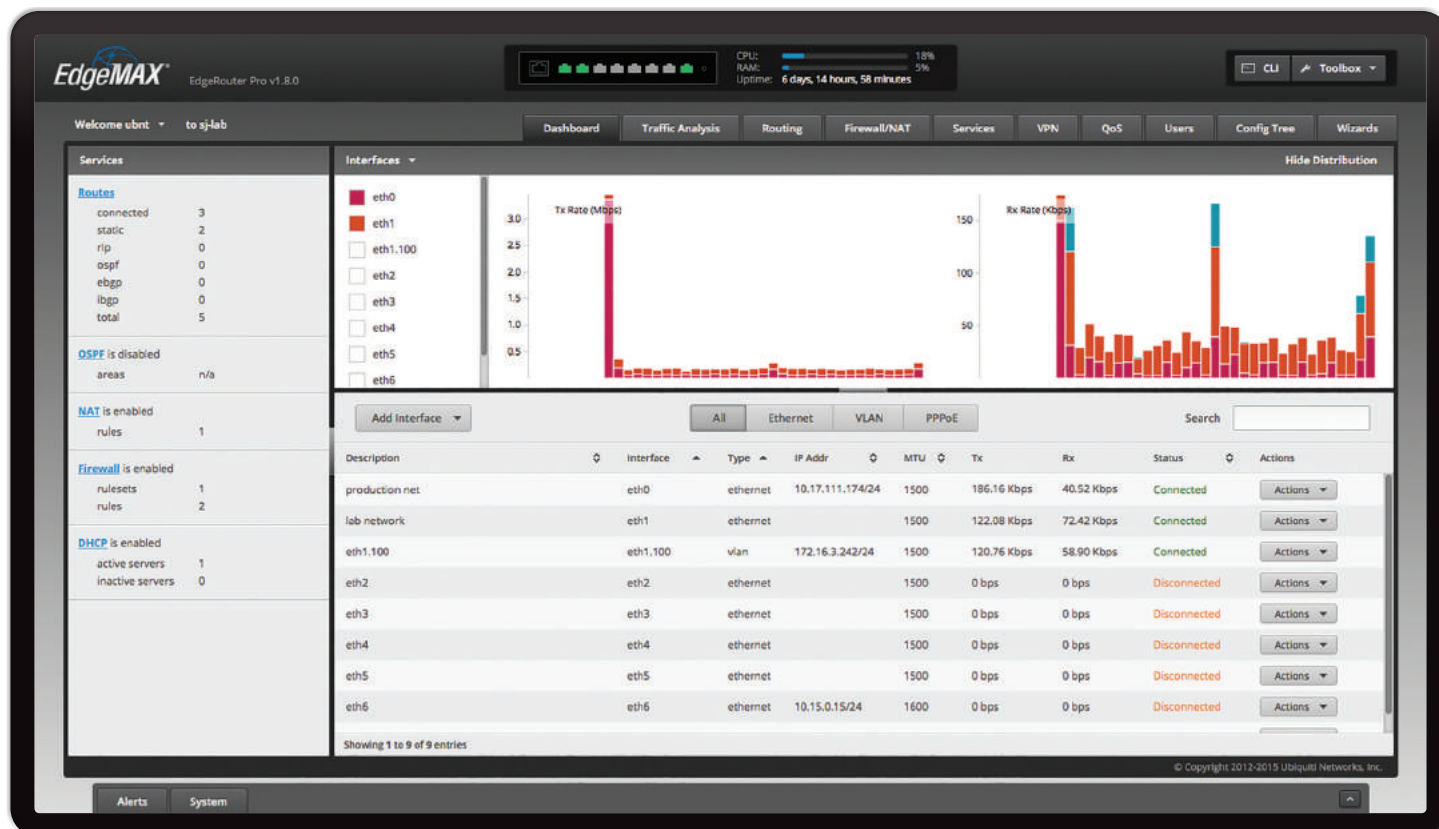 EdgeMAX®
EdgeRouter Pro v1.8.0
CPU: 18%
RAM: 5%
Uptime: 6 days, 14 hours, 58 minutes
CLI
Toolbox
Welcome ubnt to sj-lab
Dashboard Traffic Analysis Routing Firewall/NAT Services VPN QoS Users Config Tree Wizards
Services
Routes
connected 3
static 2
rip 0
ospf 0
ebgp 0
ibgp 0
total 5
OSPF is disabled
areas n/a
NAT is enabled
rules 1
Firewall is enabled
rulesets 1
rules 2
DHCP is enabled
active servers 1
inactive servers 0
Interfaces
Hide Distribution
eth0
eth1
eth1.100
eth2
eth3
eth4
eth5
eth6
Tx Rate (Mbps)
3.0
2.5
2.0
1.5
1.0
0.5
Rx Rate (Kbps)
150
100
50
Add Interface
All Ethernet VLAN PPPoE
Search
Description Interface Type IP Addr MTU Tx Rx Status Actions
production net eth0 ethernet 10.17.111.174/24 1500 186.16 Kbps 40.52 Kbps Connected Actions
lab network eth1 ethernet 1500 122.08 Kbps 72.42 Kbps Connected Actions
eth1.100 eth1.100 vlan 172.16.3.242/24 1500 120.76 Kbps 58.90 Kbps Connected Actions
eth2 eth2 ethernet 1500 0 bps 0 bps Disconnected Actions
eth3 eth3 ethernet 1500 0 bps 0 bps Disconnected Actions
eth4 eth4 ethernet 1500 0 bps 0 bps Disconnected Actions
eth5 eth5 ethernet 1500 0 bps 0 bps Disconnected Actions
eth6 eth6 ethernet 10.15.0.15/24 1600 0 bps 0 bps Disconnected Actions
Showing 1 to 9 of 9 entries
© Copyright 2012-2015 Ubiquiti Networks, Inc.
Alerts System